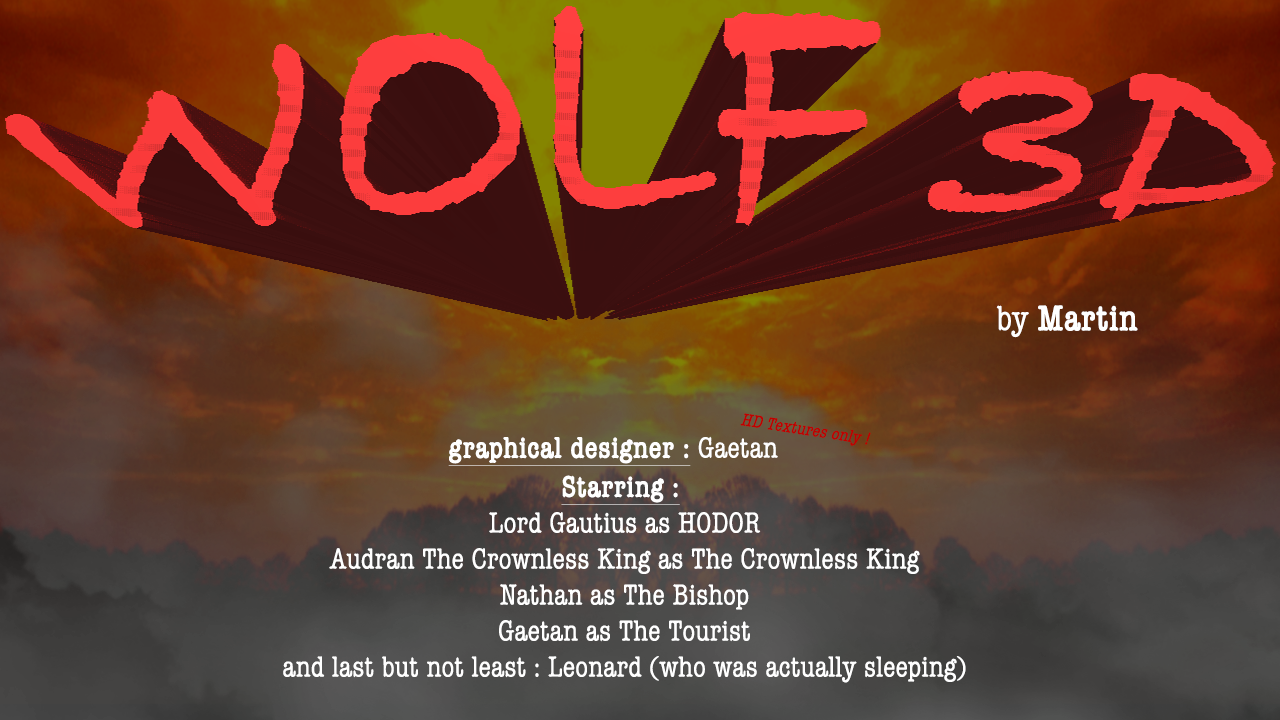 WOLF 3D
by Martin
HD Textures only !
graphical designer : Gaetan
Starring :
Lord Gautius as HODOR
Audran The Crownless King as The Crownless King
Nathan as The Bishop
Gaetan as The Tourist
and last but not least : Leonard (who was actually sleeping)